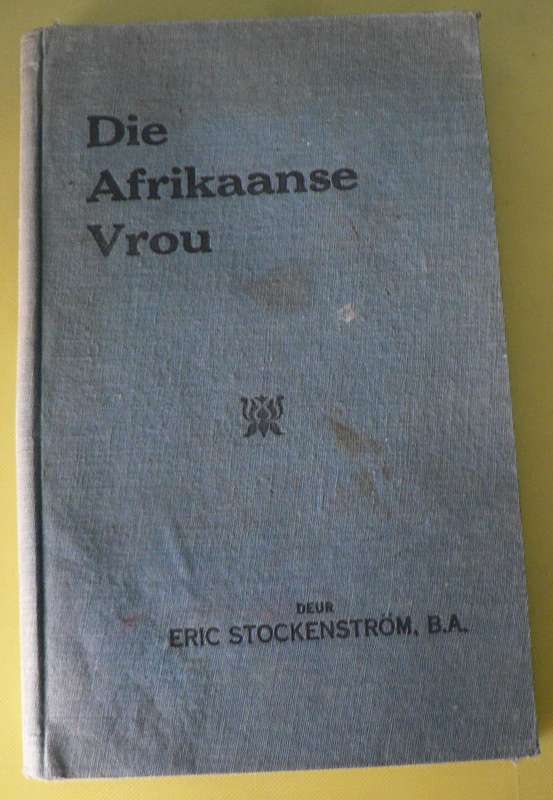 Die
Afrikaanse
Vrou
DEUR
ERIC STOCKENSTRÖM, B.A.